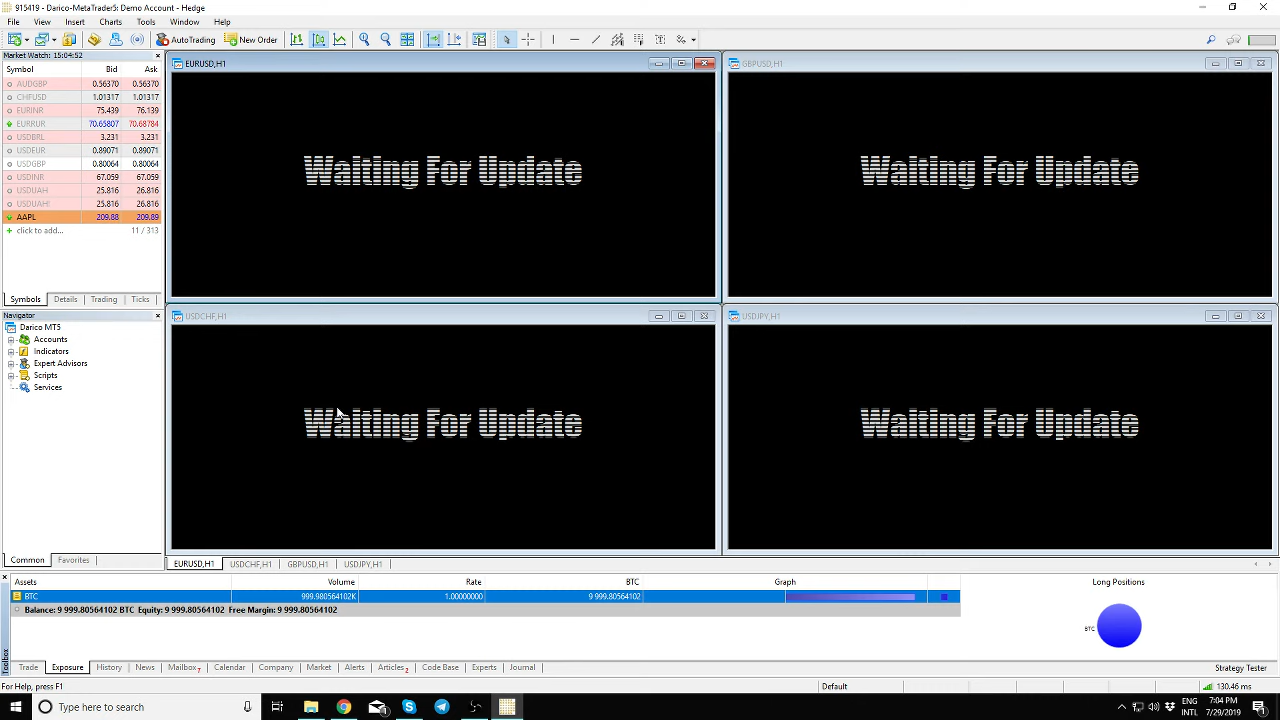 915419 - Darico-MetaTrader5: Demo Account - Hedge
File View Insert Charts Tools Window Help
AutoTrading New Order
Market Watch: 15:04:52
Symbol Bid Ask
AUDGBP 0.56370 0.56370
CHFUSD 1.01317 1.01317
EURINR 75.439 76.139
EURRUR 70.65807 70.68784
USDBRL 3.231 3.231
USDEUR 0.89071 0.89071
USDGBP 0.80064 0.80064
USDINR 67.059 67.059
USDUAH 25.816 26.816
USDUAH! 25.816 26.816
AAPL 209.88 209.89
click to add... 11 / 313
Symbols Details Trading Ticks
Navigator
Darico MT5
Accounts
Indicators
Expert Advisors
Scripts
Services
Common Favorites
EURUSD,H1
Waiting For Update
GBPUSD,H1
Waiting For Update
USDCHF,H1
Waiting For Update
USDJPY,H1
Waiting For Update
EURUSD,H1 USDCHF,H1 GBPUSD,H1 USDJPY,H1
Assets Volume Rate BTC Graph Long Positions
BTC 999.980564102K 1.00000000 9 999.80564102
Balance: 9 999.80564102 BTC Equity: 9 999.80564102 Free Margin: 9 999.80564102
BTC
Toolbox
Trade Exposure History News Mailbox 7 Calendar Company Market Alerts Articles 2 Code Base Experts Journal Strategy Tester
For Help, press F1 Default 130.46 ms
Type here to search
ENG
INTL
7:04 PM
7/29/2019